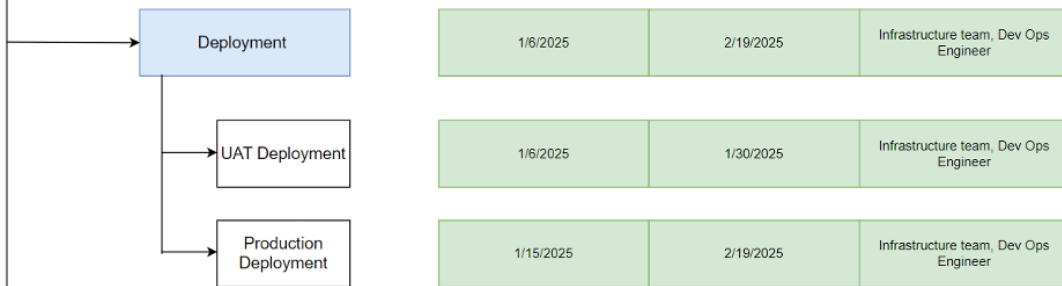 Deployment
1/6/2025
2/19/2025
Infrastructure team, Dev Ops
Engineer
UAT Deployment
1/6/2025
1/30/2025
Infrastructure team, Dev Ops
Engineer
Production
Deployment
1/15/2025
2/19/2025
Infrastructure team, Dev Ops
Engineer